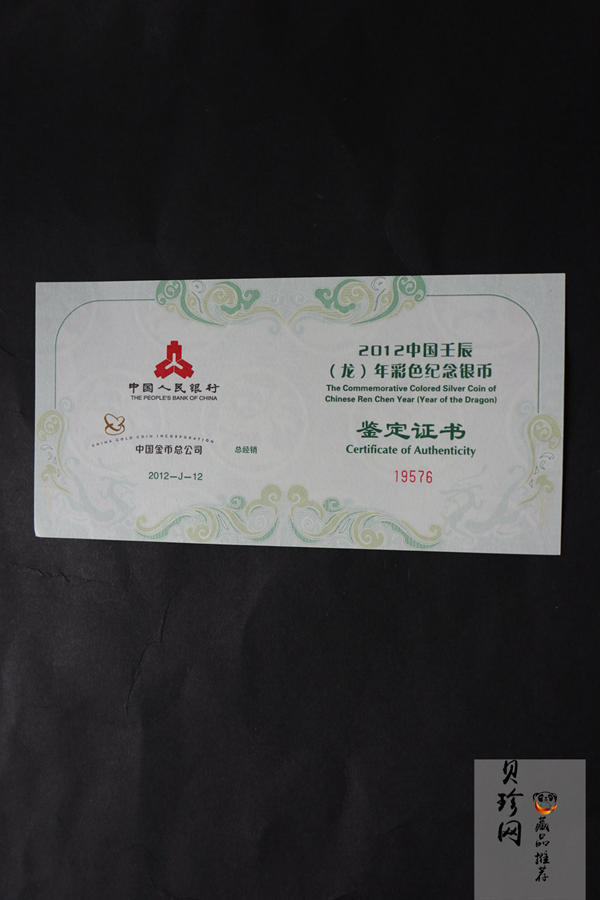 中国人民银行
THE PEOPLE'S BANK OF CHINA
CHINA GOLD COIN INCORPORATION
中国金币总公司 总经销
2012—J—12
2012中国壬辰
（龙）年彩色纪念银币
The Commemorative Colored Silver Coin of
Chinese Ren Chen Year (Year of the Dragon)
鉴定证书
Certificate of Authenticity
19576
贝珍网
藏品推荐